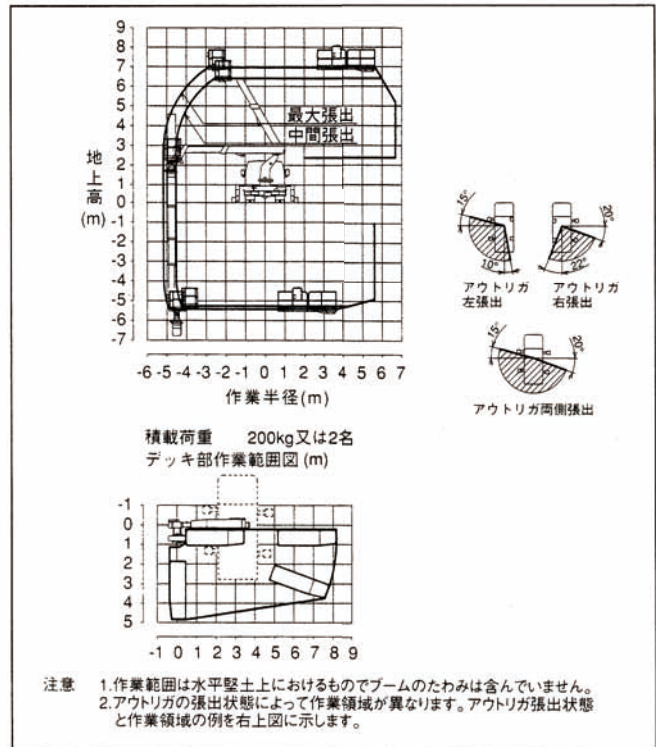 9
8
7
6
5
4
3
2
1
0
-1
-2
-3
-4
-5
-6
-7
地上高
(m)
最大張出
中間張出
-6 -5 -4 -3 -2 -1 0 1 2 3 4 5 6 7
作業半径(m)
15°
10°
アウトリガ
左張出
20°
22°
アウトリガ
右張出
15°
20°
アウトリガ両側張出
積載荷重 200kg又は2名
デッキ部作業範囲図 (m)
-1
0
1
2
3
4
5
-1 0 1 2 3 4 5 6 7 8 9
注意 1.作業範囲は水平堅土上におけるものでブームのたわみは含んでいません。
2.アウトリガの張出状態によって作業領域が異なります。アウトリガ張出状態
と作業領域の例を右上図に示します。